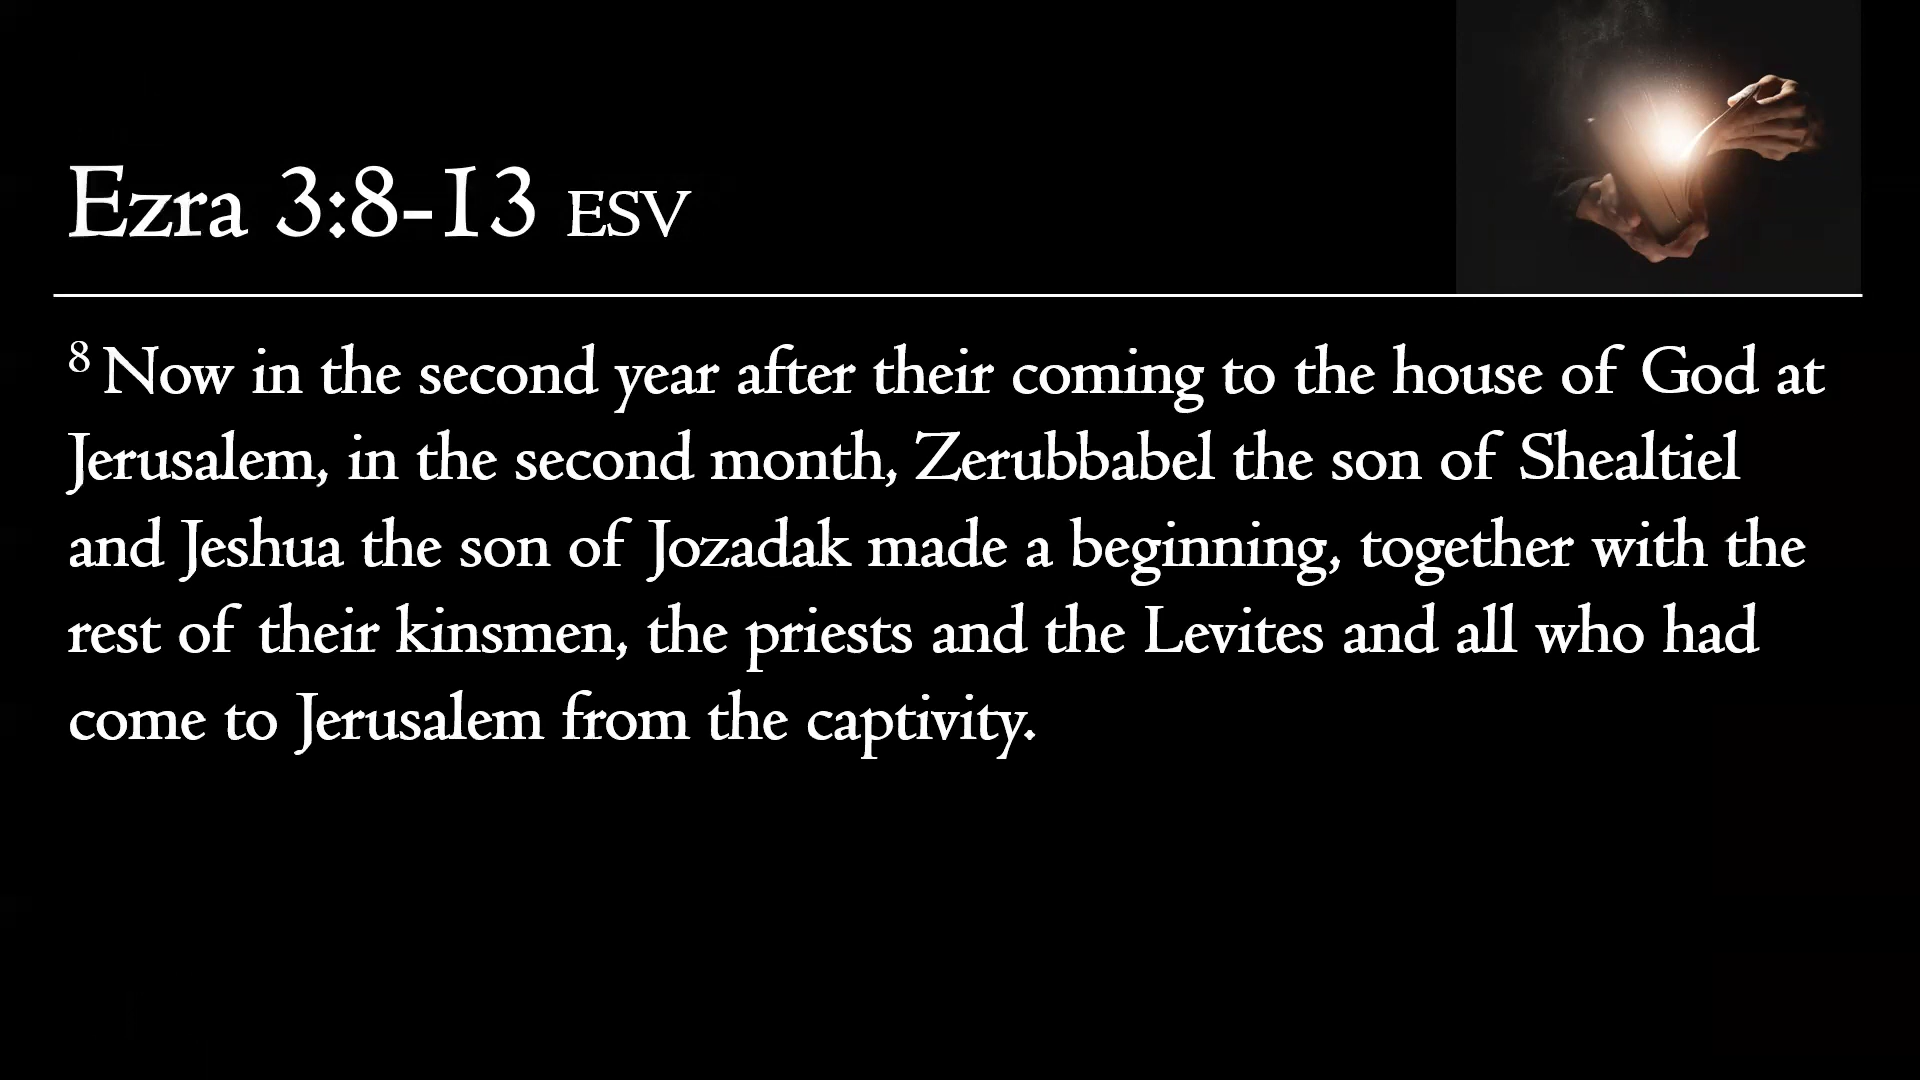 Ezra 3:8-13 ESV
8 Now in the second year after their coming to the house of God at
Jerusalem, in the second month, Zerubbabel the son of Shealtiel
and Jeshua the son of Jozadak made a beginning, together with the
rest of their kinsmen, the priests and the Levites and all who had
come to Jerusalem from the captivity.